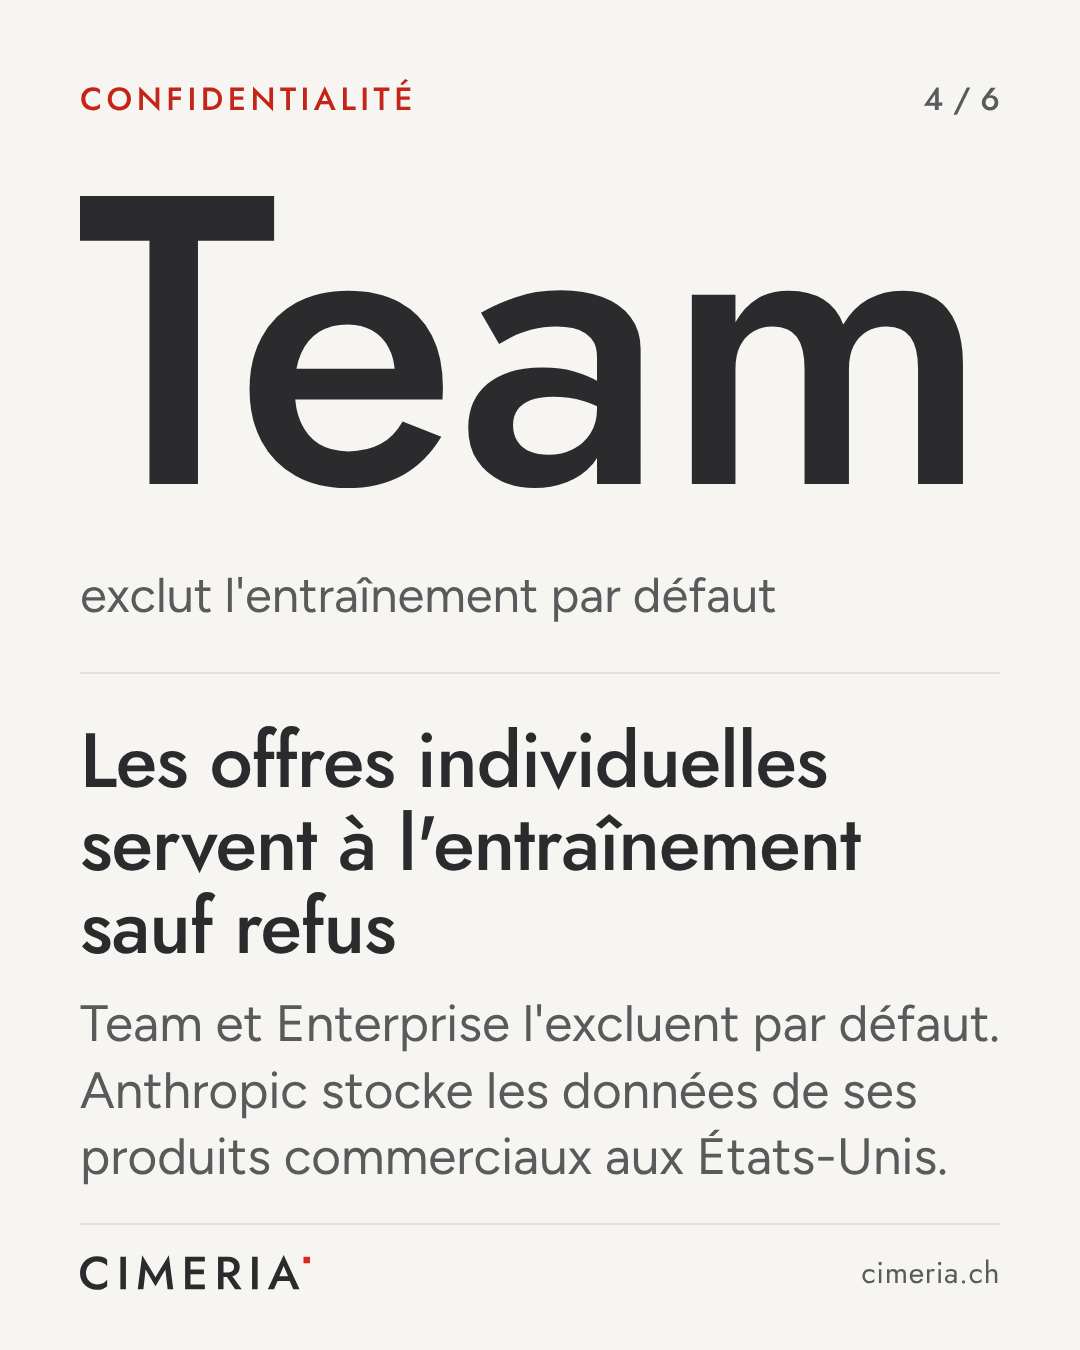 CONFIDENTIALITÉ
4 / 6
Team
exclut l'entraînement par défaut
Les offres individuelles
servent à l'entraînement
sauf refus
Team et Enterprise l'excluent par défaut.
Anthropic stocke les données de ses
produits commerciaux aux États-Unis.
CIMERIA
cimeria.ch